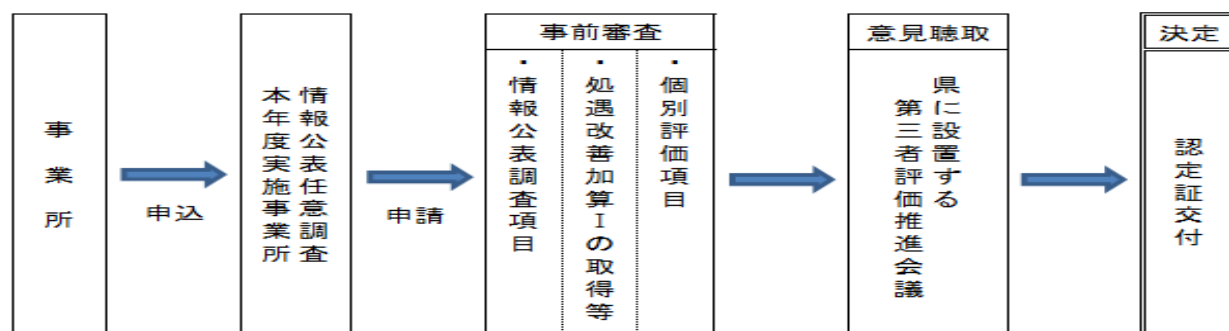 事業所
申込
情報公表任意調査
本年度実施事業所
申請
事前審査
・個別評価項目
・処遇改善加算Ⅰの取得等
・情報公表調査項目
意見聴取
県に設置する
第三者評価推進会議
決定
認定証交付